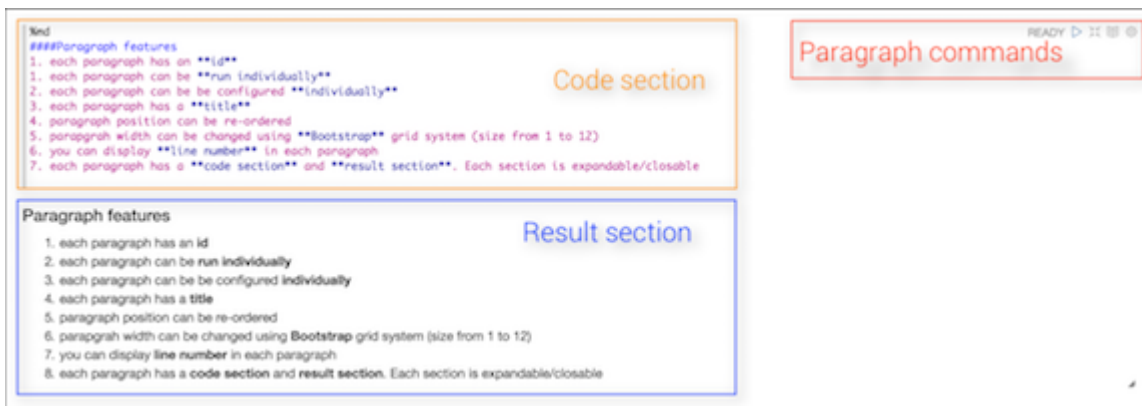 %md
####Paragraph features
1. each paragraph has an **id**
1. each paragraph can be **run individually**
2. each paragraph can be be configured **individually**
3. each paragraph has a **title**
4. paragraph position can be re-ordered
5. parapgrah width can be changed using **Bootstrap** grid system (size from 1 to 12)
6. you can display **line number** in each paragraph
7. each paragraph has a **code section** and **result section**. Each section is expandable/closable
Code section
READY
Paragraph commands
Paragraph features
Result section
1. each paragraph has an id
2. each paragraph can be run individually
3. each paragraph can be be configured individually
4. each paragraph has a title
5. paragraph position can be re-ordered
6. parapgrah width can be changed using Bootstrap grid system (size from 1 to 12)
7. you can display line number in each paragraph
8. each paragraph has a code section and result section. Each section is expandable/closable